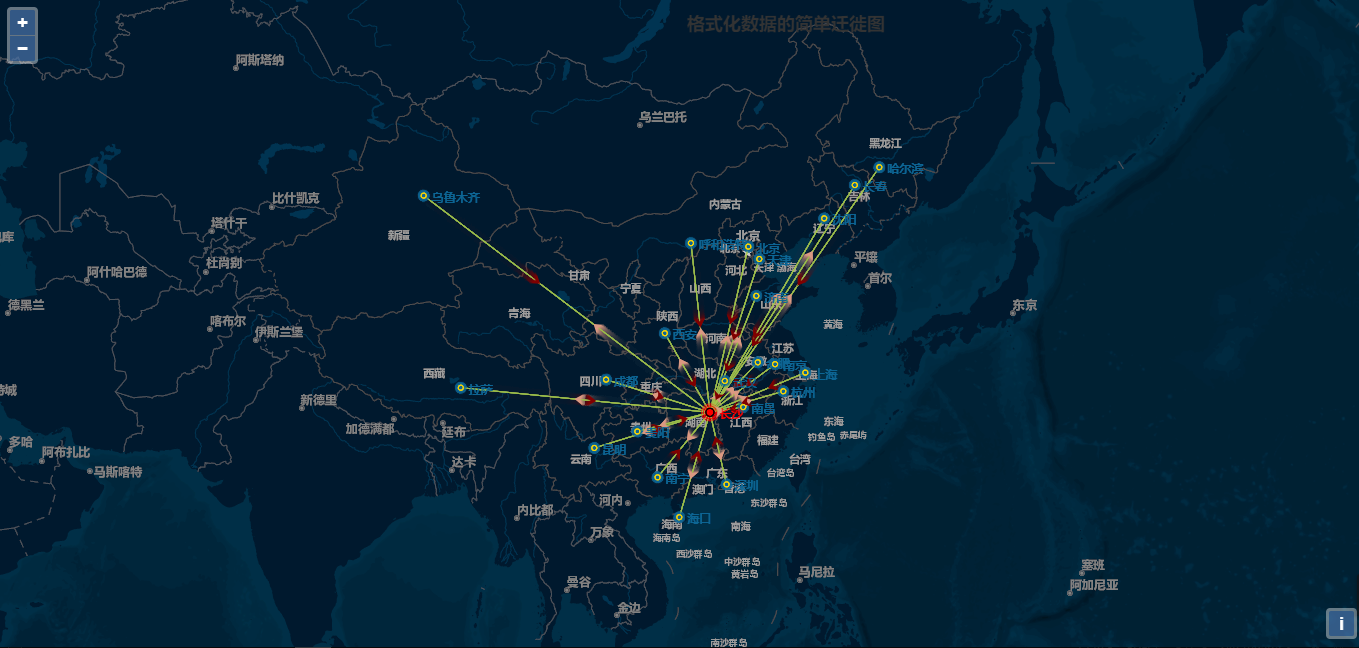 +
格式化数据的简单迁徙图
−
阿斯塔纳
乌兰巴托
黑龙江
哈尔滨
长春
吉林
比什凯克
乌鲁木齐
内蒙古
塔什干
沈阳
辽宁
新疆
北京
呼和浩特
北京
天津
渤海
杜尚别
平壤
阿什哈巴德
甘肃
河北
首尔
宁夏
山西
济南
山东
德黑兰
东京
青海
陕西
喀布尔
黄海
伊斯兰堡
西安
河南
江苏
南京
西藏
湖北
上海
四川
成都
重庆
拉萨
杭州
新德里
浙江
南昌
长沙
加德满都
廷布
湖南
江西
东海
贵阳
钓鱼岛
赤尾屿
多哈
福建
阿布扎比
昆明
云南
台湾
达卡
马斯喀特
广西
广东
台湾岛
南宁
深圳
澳门
香港
河内
东沙群岛
内比都
海口
海南
南海
万象
海南岛
西沙群岛
中沙群岛
塞班
黄岩岛
马尼拉
曼谷
阿加尼亚
金边
i
南沙群岛